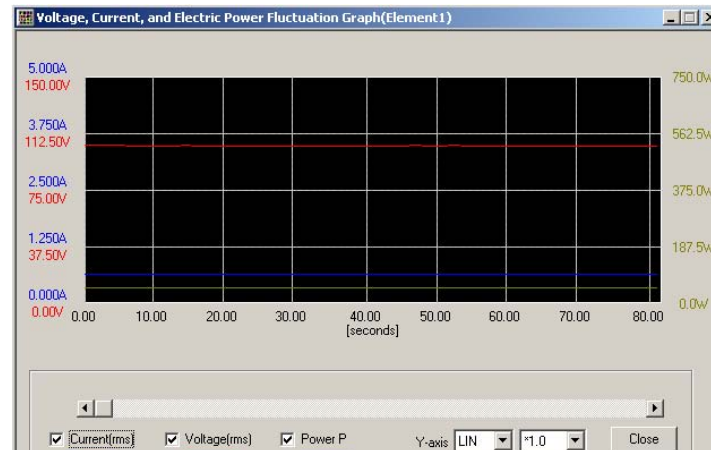 Voltage, Current, and Electric Power Fluctuation Graph(Element1)
5.000A
150.00V
750.0W
3.750A
112.50V
562.5W
2.500A
75.00V
375.0W
1.250A
37.50V
187.5W
0.000A
0.00V
0.0W
0.00 10.00 20.00 30.00 40.00 50.00 60.00 70.00 80.00
[seconds]
Current(rms) Voltage(rms) Power P Y-axis LIN *1.0 Close